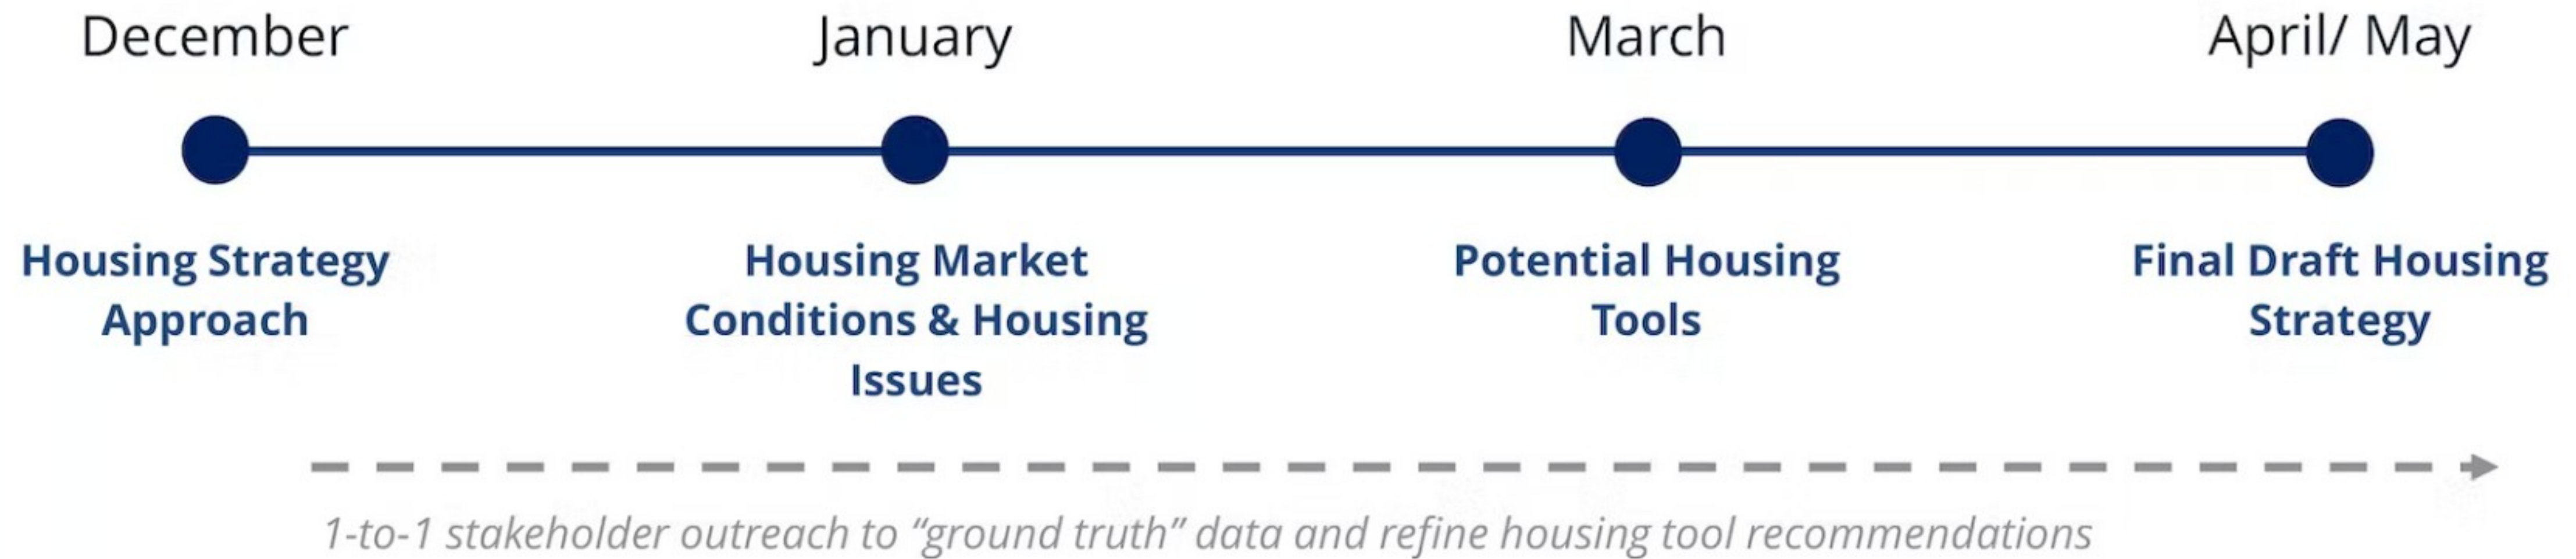 December
January
March
April/ May
Housing Strategy
Approach
Housing Market
Conditions & Housing
Issues
Potential Housing
Tools
Final Draft Housing
Strategy
1-to-1 stakeholder outreach to “ground truth” data and refine housing tool recommendations